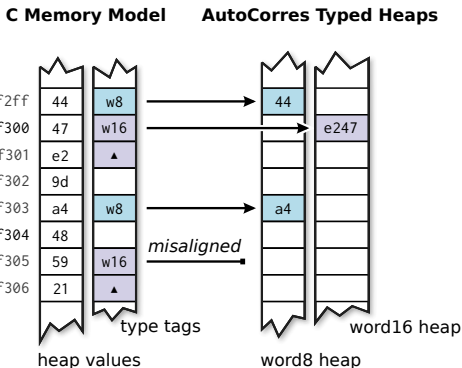 C Memory Model AutoCorres Typed Heaps
f2ff 44 w8 44
f300 47 w16 e247
f301 e2 ▲
f302 9d
f303 a4 w8 a4
f304 48
misaligned
f305 59 w16
f306 21 ▲
type tags word16 heap
heap values word8 heap